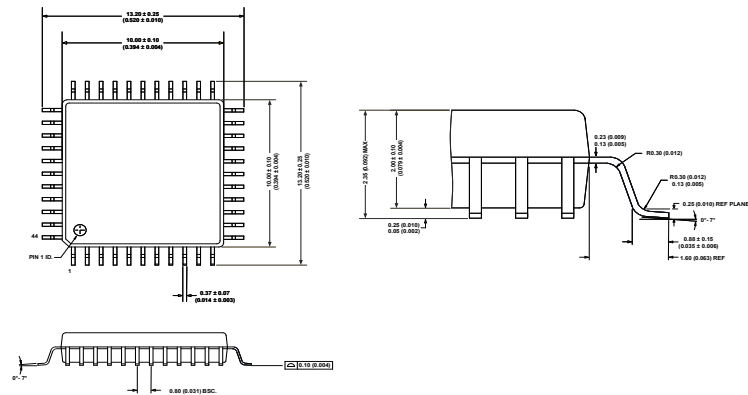 13.20 ± 0.25
(0.520 ± 0.010)
10.00 ± 0.10
(0.394 ± 0.004)
10.00 ± 0.10
(0.394 ± 0.004)
13.20 ± 0.25
(0.520 ± 0.010)
44
PIN 1 ID.
1
0.37 ± 0.07
(0.014 ± 0.003)
2.35 (0.092) MAX
2.00 ± 0.10
(0.079 ± 0.004)
0.23 (0.009)
0.13 (0.005)
R0.30 (0.012)
R0.30 (0.012)
0.13 (0.005)
0.25 (0.010) REF PLANE
0°- 7°
0.25 (0.010)
0.05 (0.002)
0.88 ± 0.15
(0.035 ± 0.006)
1.60 (0.063) REF
0°- 7°
0.10 (0.004)
0.80 (0.031) BSC.